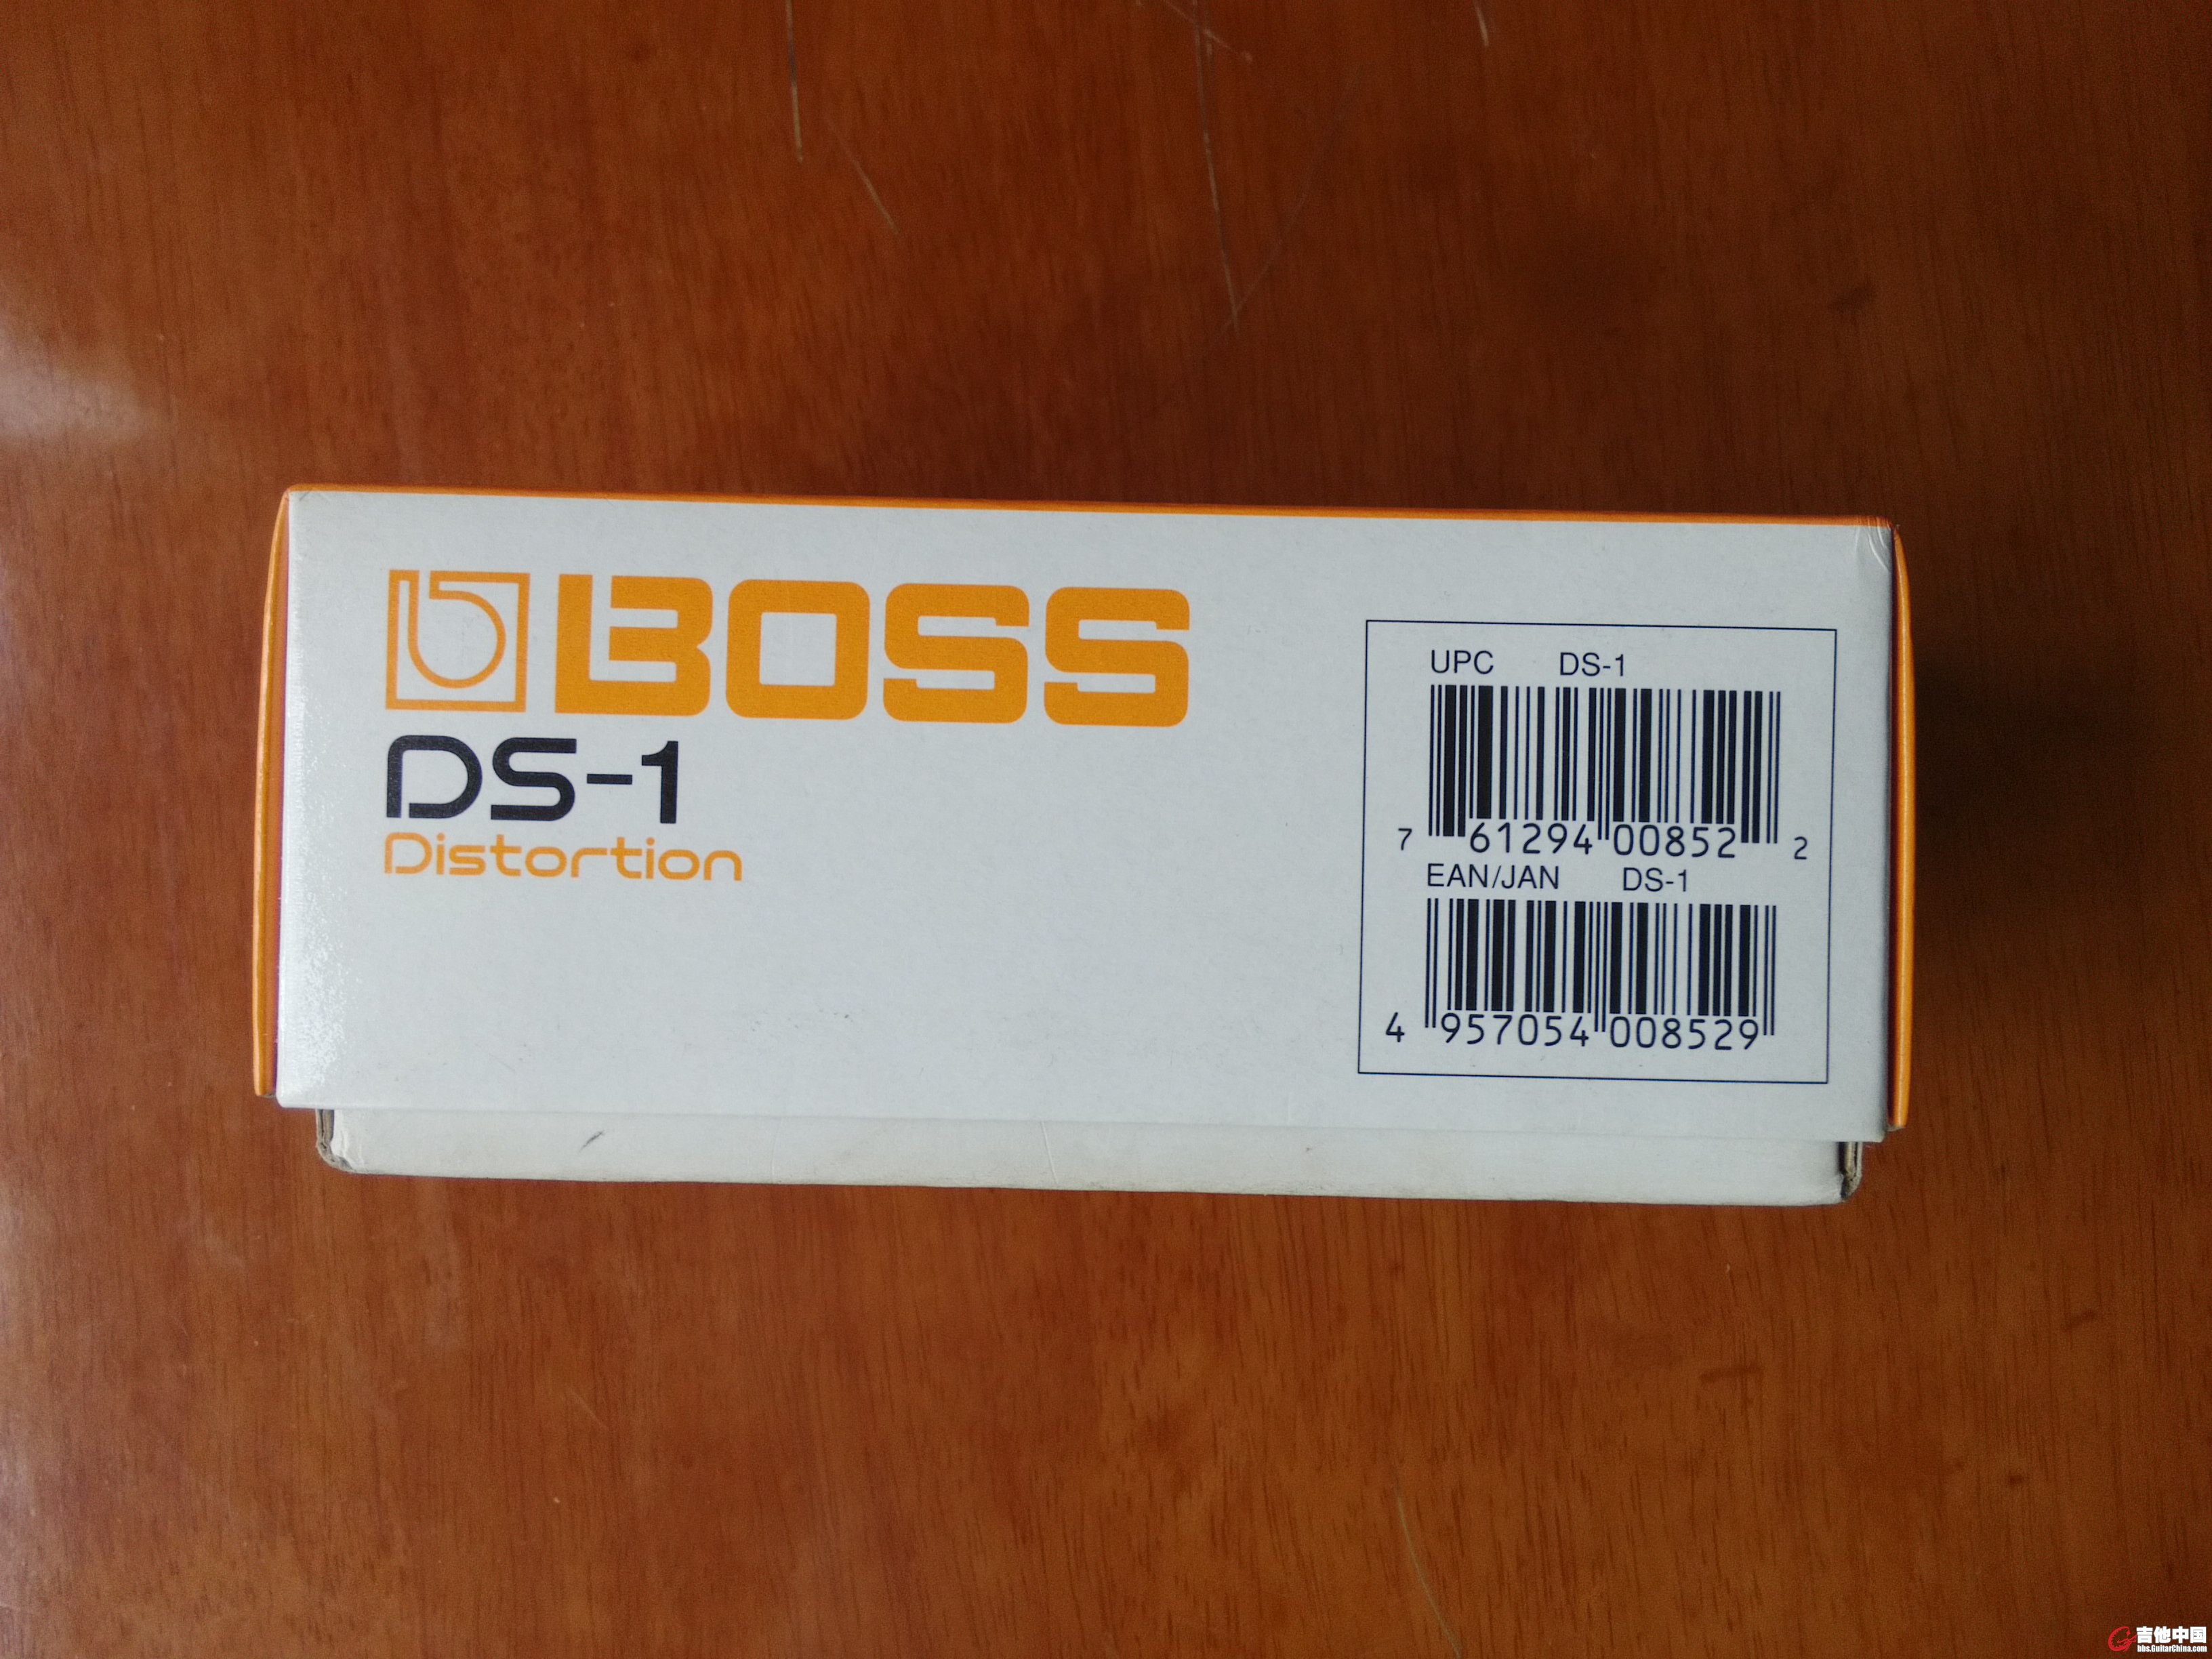 BOSS
DS-1
Distortion
UPC DS-1
7 61294 00852 2
EAN/JAN DS-1
4 957054 008529
吉他中国
bbs.GuitarChina.com